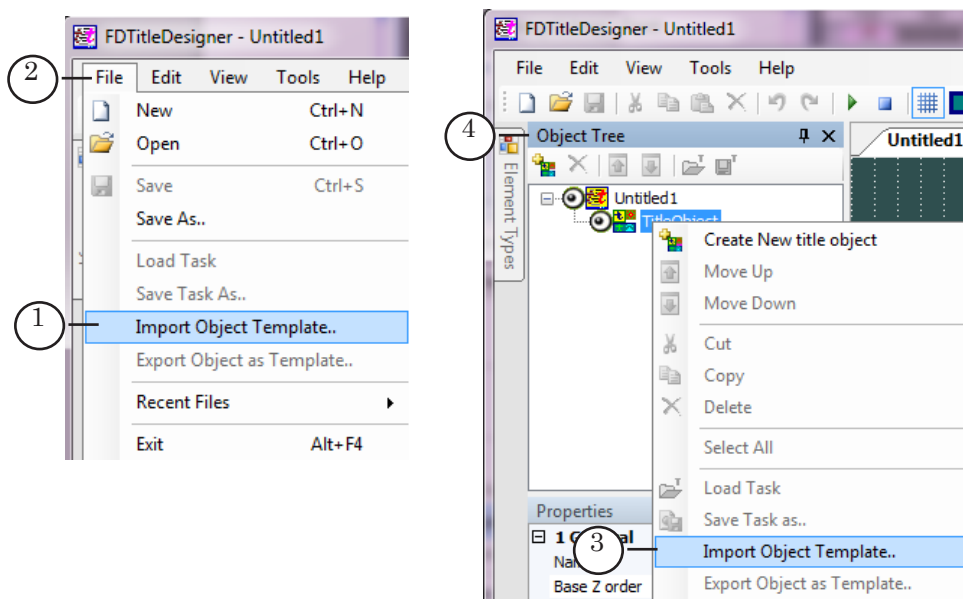 FDTitleDesigner - Untitled1
2
File Edit View Tools Help
New Ctrl+N
Open Ctrl+O
Save Ctrl+S
Save As..
Load Task
Save Task As..
1
Import Object Template..
Export Object as Template..
Recent Files
Exit Alt+F4
FDTitleDesigner - Untitled1
File Edit View Tools Help
4
Object Tree
Untitled1
Element Types
Untitled1
TitleObject
Create New title object
Move Up
Move Down
Cut
Copy
Delete
Select All
Load Task
Save Task as..
3
Import Object Template..
Export Object as Template..
Properties
1
Base Z order